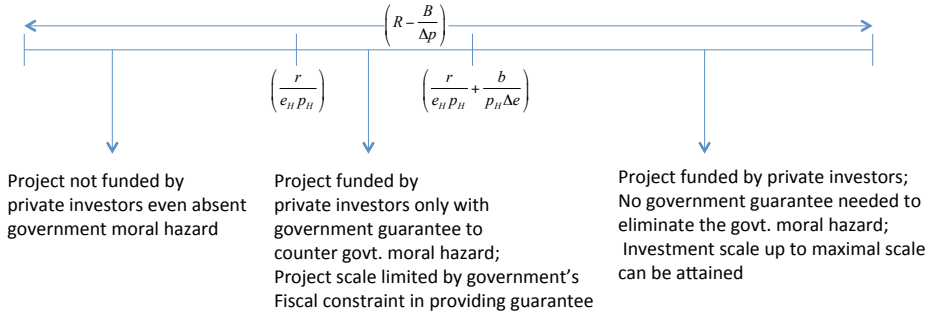 (R − B/Δp)
(r/(e_H p_H))
(r/(e_H p_H) + b/(p_H Δe))
Project not funded by
private investors even absent
government moral hazard
Project funded by
private investors only with
government guarantee to
counter govt. moral hazard;
Project scale limited by government’s
Fiscal constraint in providing guarantee
Project funded by private investors;
No government guarantee needed to
eliminate the govt. moral hazard;
Investment scale up to maximal scale
can be attained